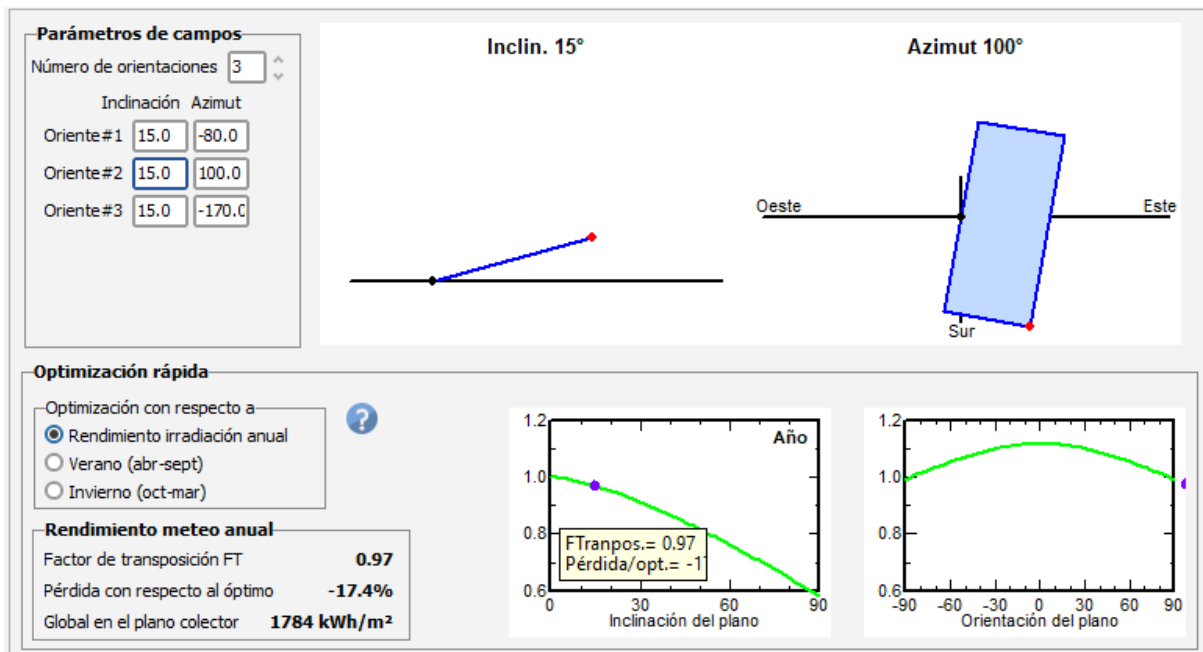 Parámetros de campos
Número de orientaciones 3
Inclinación Azimut
Oriente#1 15.0 -80.0
Oriente#2 15.0 100.0
Oriente#3 15.0 -170.0
Inclin. 15°
Azimut 100°
Oeste
Este
Sur
Optimización rápida
Optimización con respecto a
Rendimiento irradiación anual
Verano (abr-sept)
Invierno (oct-mar)
?
Rendimiento meteo anual
Factor de transposición FT 0.97
Pérdida con respecto al óptimo -17.4%
Global en el plano colector 1784 kWh/m²
1.2
1.0
0.8
0.6
Año
FTranpos.= 0.97
Pérdida/opt.= -1
0 30 60 90
Inclinación del plano
1.2
1.0
0.8
0.6
-90 -60 -30 0 30 60 90
Orientación del plano